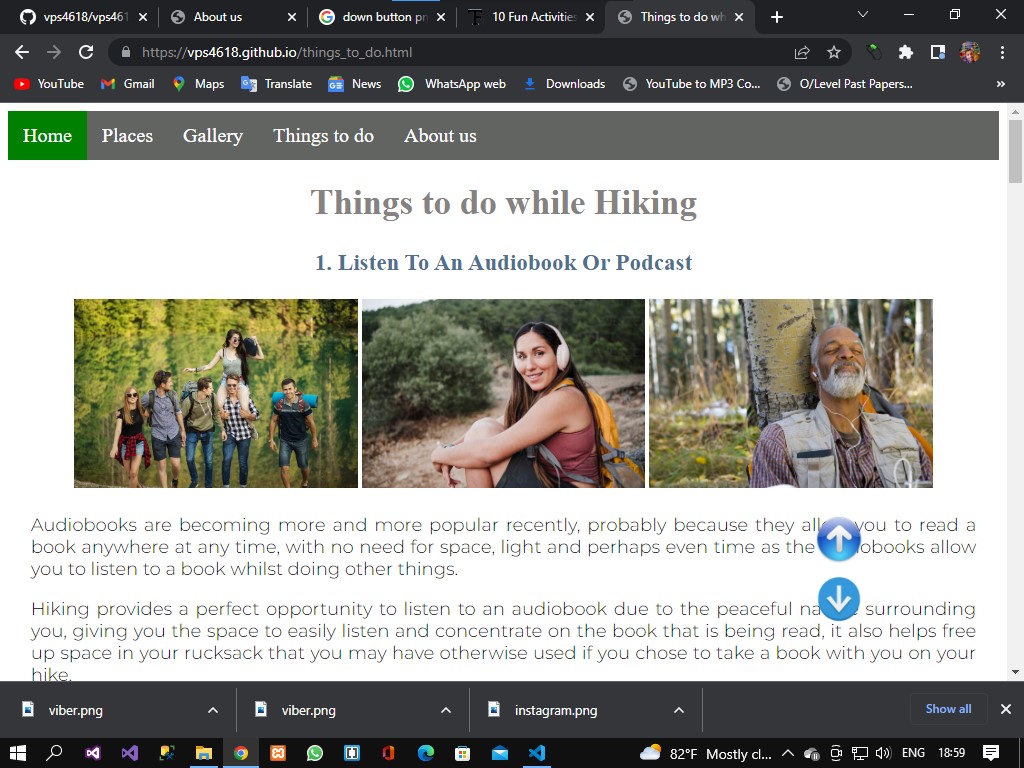 vps4618/vps461
About us
down button pn
10 Fun Activities
Things to do wh
https://vps4618.github.io/things_to_do.html
YouTube
Gmail
Maps
Translate
News
WhatsApp web
Downloads
YouTube to MP3 Co...
O/Level Past Papers...
»
Home
Places
Gallery
Things to do
About us
Things to do while Hiking
1. Listen To An Audiobook Or Podcast
Audiobooks are becoming more and more popular recently, probably because they you to read a
book anywhere at any time, with no need for space, light and perhaps even time as the allow
you to listen to a book whilst doing other things.
Hiking provides a perfect opportunity to listen to an audiobook due to the peaceful surrounding
you, giving you the space to easily listen and concentrate on the book that is being read, it also helps free
up space in your rucksack that you may have otherwise used if you chose to take a book with you on your
hike.
viber.png
viber.png
instagram.png
Show all
82°F Mostly cl...
ENG
18:59